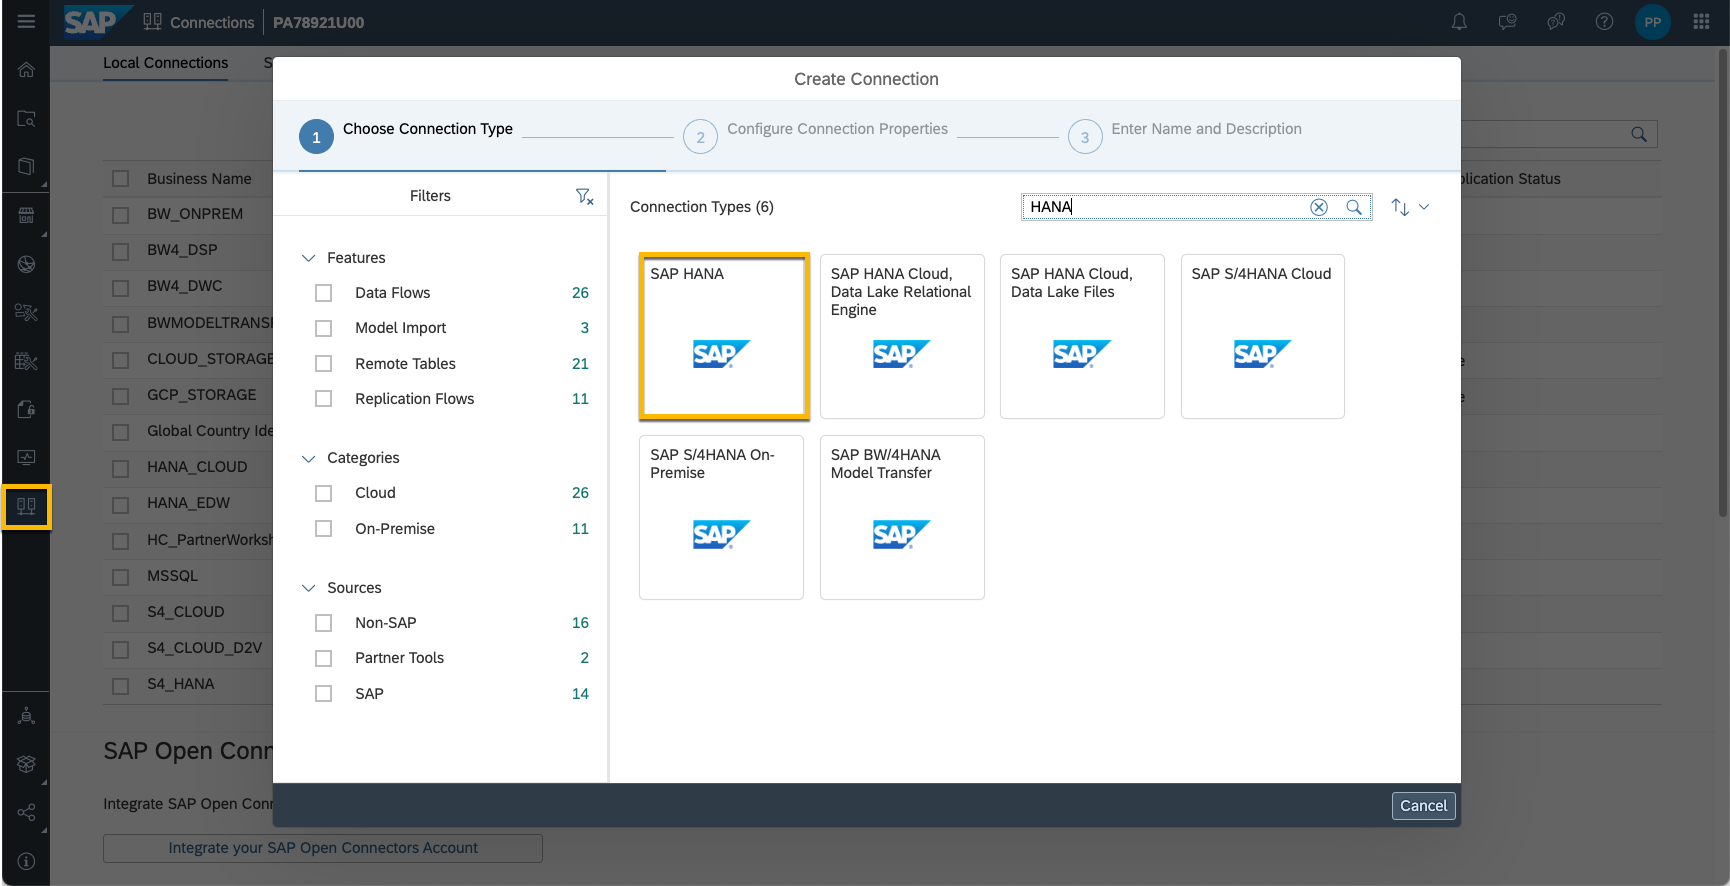 SAP Connections PA78921U00 PP
Local Connections S
Create Connection
1 Choose Connection Type 2 Configure Connection Properties 3 Enter Name and Description
Business Name
BW_ONPREM
BW4_DSP
BW4_DWC
BWMODELTRANS
CLOUD_STORAGE
GCP_STORAGE
Global Country Ide
HANA_CLOUD
HANA_EDW
HC_PartnerWorksh
MSSQL
S4_CLOUD
S4_CLOUD_D2V
S4_HANA
Filters
Features
Data Flows 26
Model Import 3
Remote Tables 21
Replication Flows 11
Categories
Cloud 26
On-Premise 11
Sources
Non-SAP 16
Partner Tools 2
SAP 14
Connection Types (6) HANA
SAP HANA
SAP
SAP HANA Cloud,
Data Lake Relational
Engine
SAP
SAP HANA Cloud,
Data Lake Files
SAP
SAP S/4HANA Cloud
SAP
SAP S/4HANA On-
Premise
SAP
SAP BW/4HANA
Model Transfer
SAP
plication Status
e
e
SAP Open Conn
Integrate SAP Open Conn
Integrate your SAP Open Connectors Account
Cancel